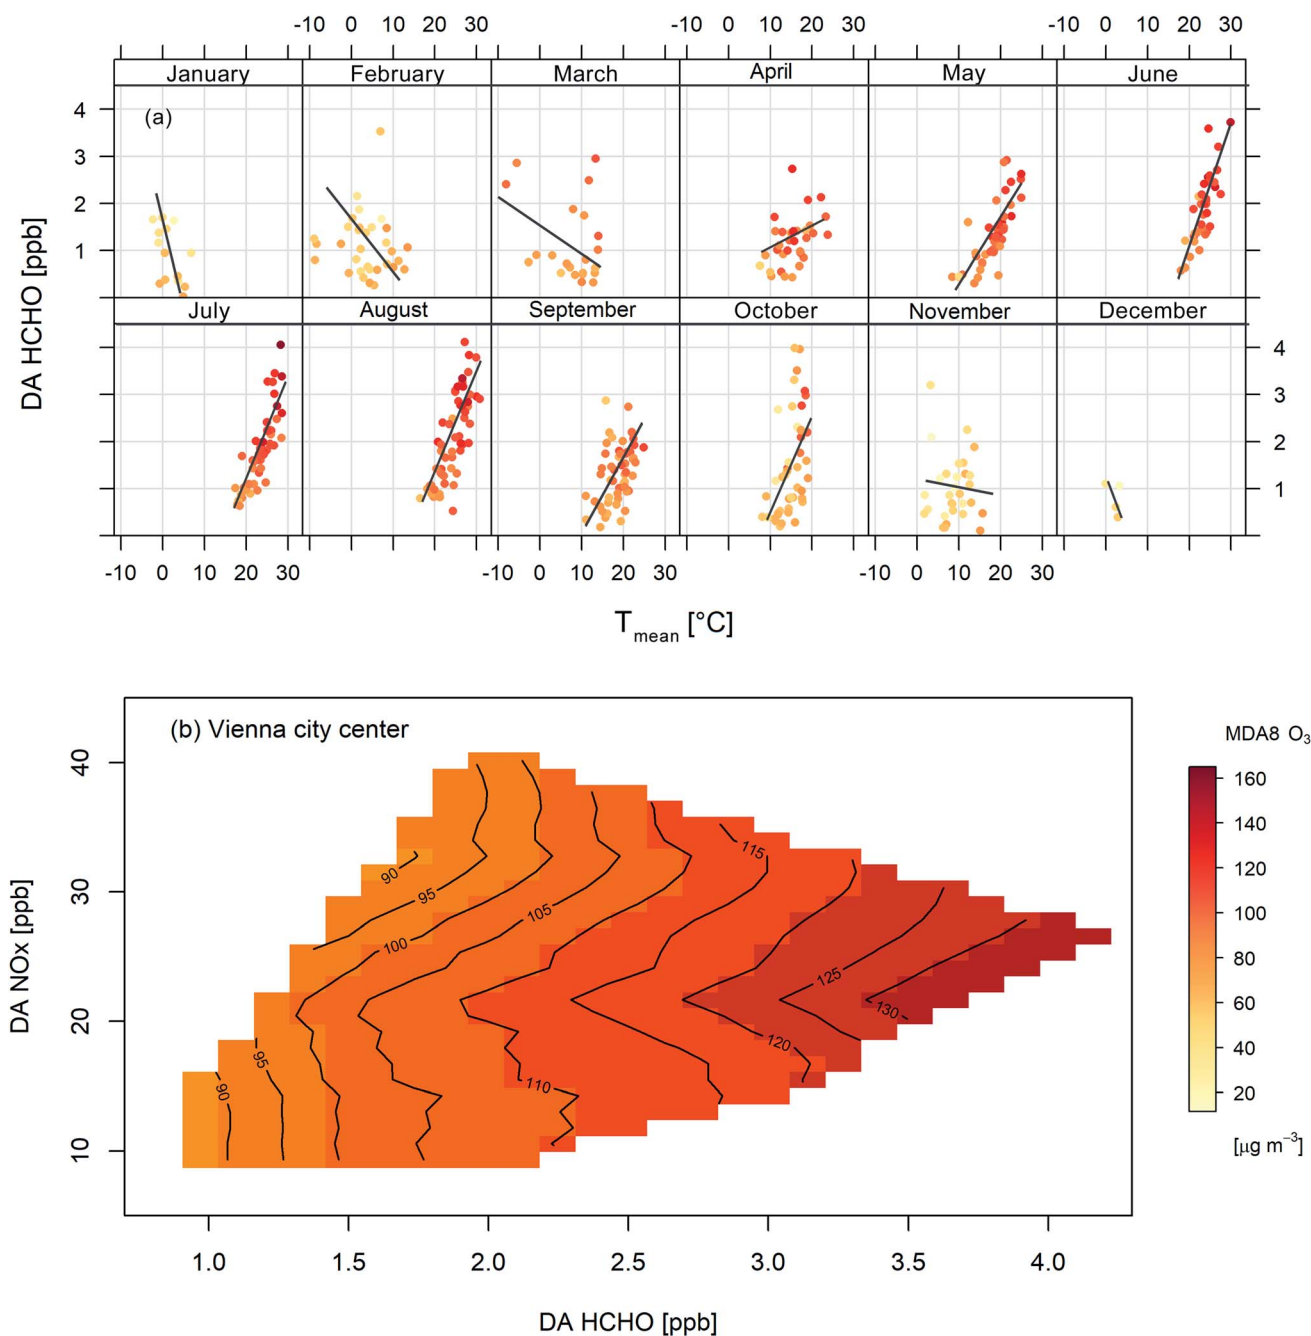 -10 0 10 20 30 -10 0 10 20 30 -10 0 10 20 30
January February March April May June
(a)
4
3
2
1
DA HCHO [ppb]
July August September October November December
4
3
2
1
-10 0 10 20 30 -10 0 10 20 30 -10 0 10 20 30
Tmean [°C]
(b) Vienna city center
MDA8 O3
160
140
120
100
80
60
40
20
[μg m−3]
40
30
20
10
DA NOx [ppb]
90
95
100
105
115
125
130
120
110
90
95
1.0 1.5 2.0 2.5 3.0 3.5 4.0
DA HCHO [ppb]